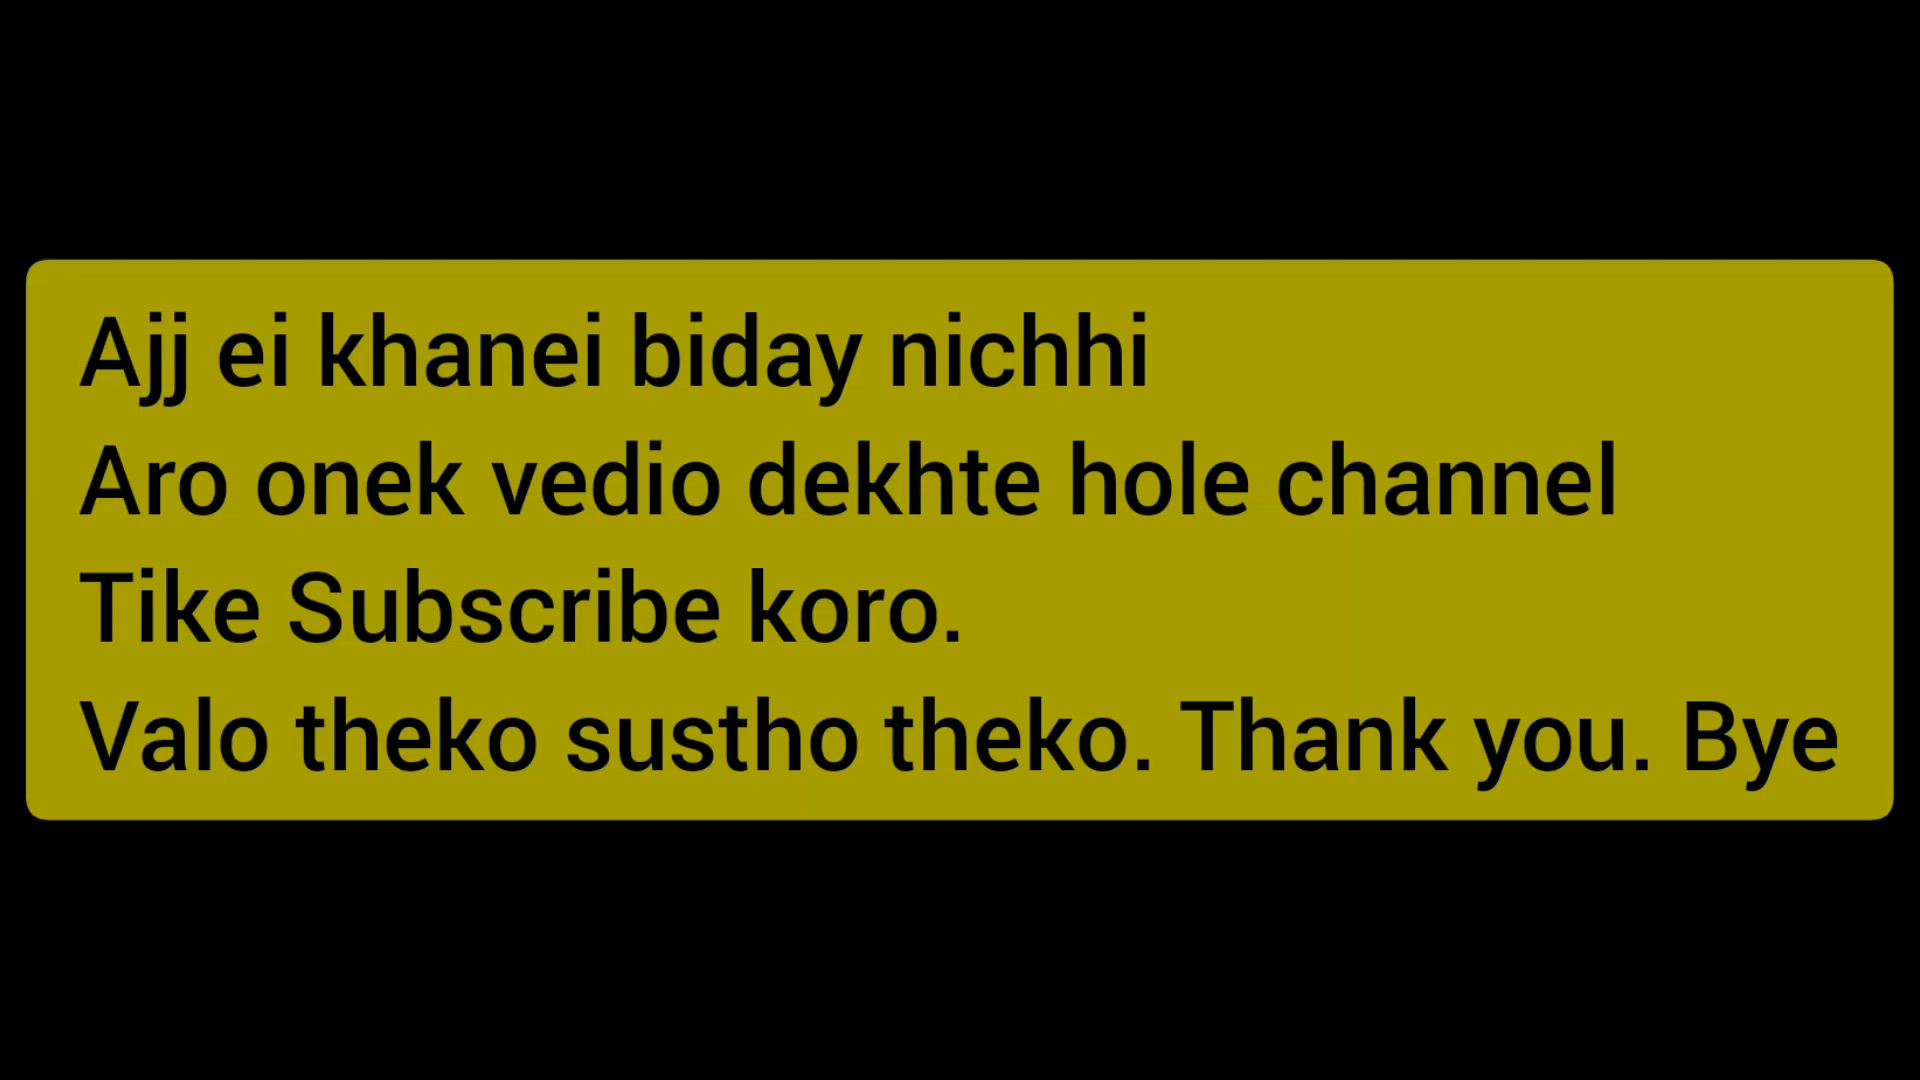 Ajj ei khanei biday nichhi
Aro onek vedio dekhte hole channel
Tike Subscribe koro.
Valo theko sustho theko. Thank you. Bye